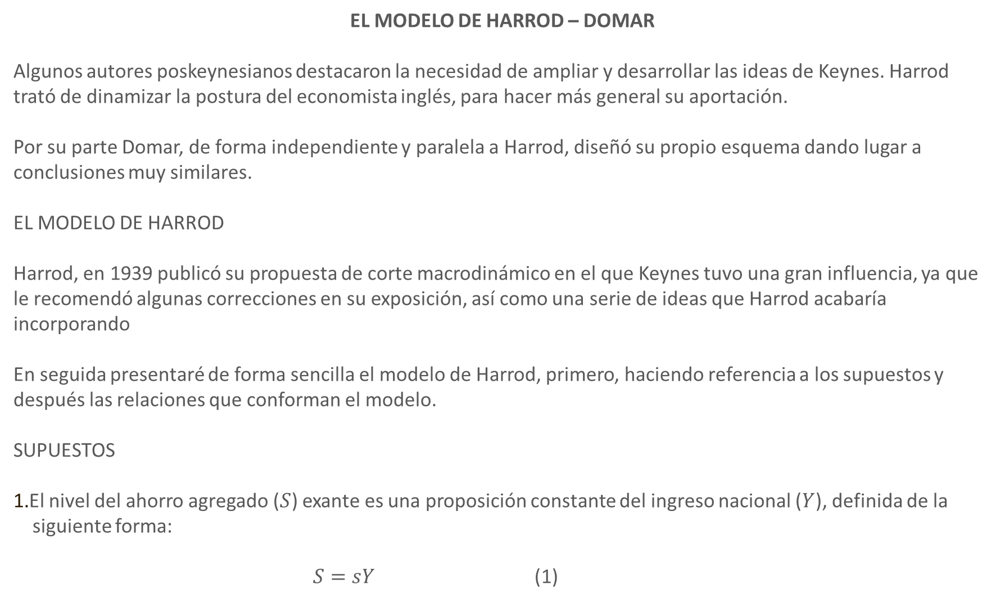 EL MODELO DE HARROD – DOMAR
Algunos autores poskeynesianos destacaron la necesidad de ampliar y desarrollar las ideas de Keynes. Harrod
trató de dinamizar la postura del economista inglés, para hacer más general su aportación.
Por su parte Domar, de forma independiente y paralela a Harrod, diseñó su propio esquema dando lugar a
conclusiones muy similares.
EL MODELO DE HARROD
Harrod, en 1939 publicó su propuesta de corte macrodinámico en el que Keynes tuvo una gran influencia, ya que
le recomendó algunas correcciones en su exposición, así como una serie de ideas que Harrod acabaría
incorporando
En seguida presentaré de forma sencilla el modelo de Harrod, primero, haciendo referencia a los supuestos y
después las relaciones que conforman el modelo.
SUPUESTOS
1.El nivel del ahorro agregado (S) exante es una proposición constante del ingreso nacional (Y), definida de la
siguiente forma:
S = sY (1)